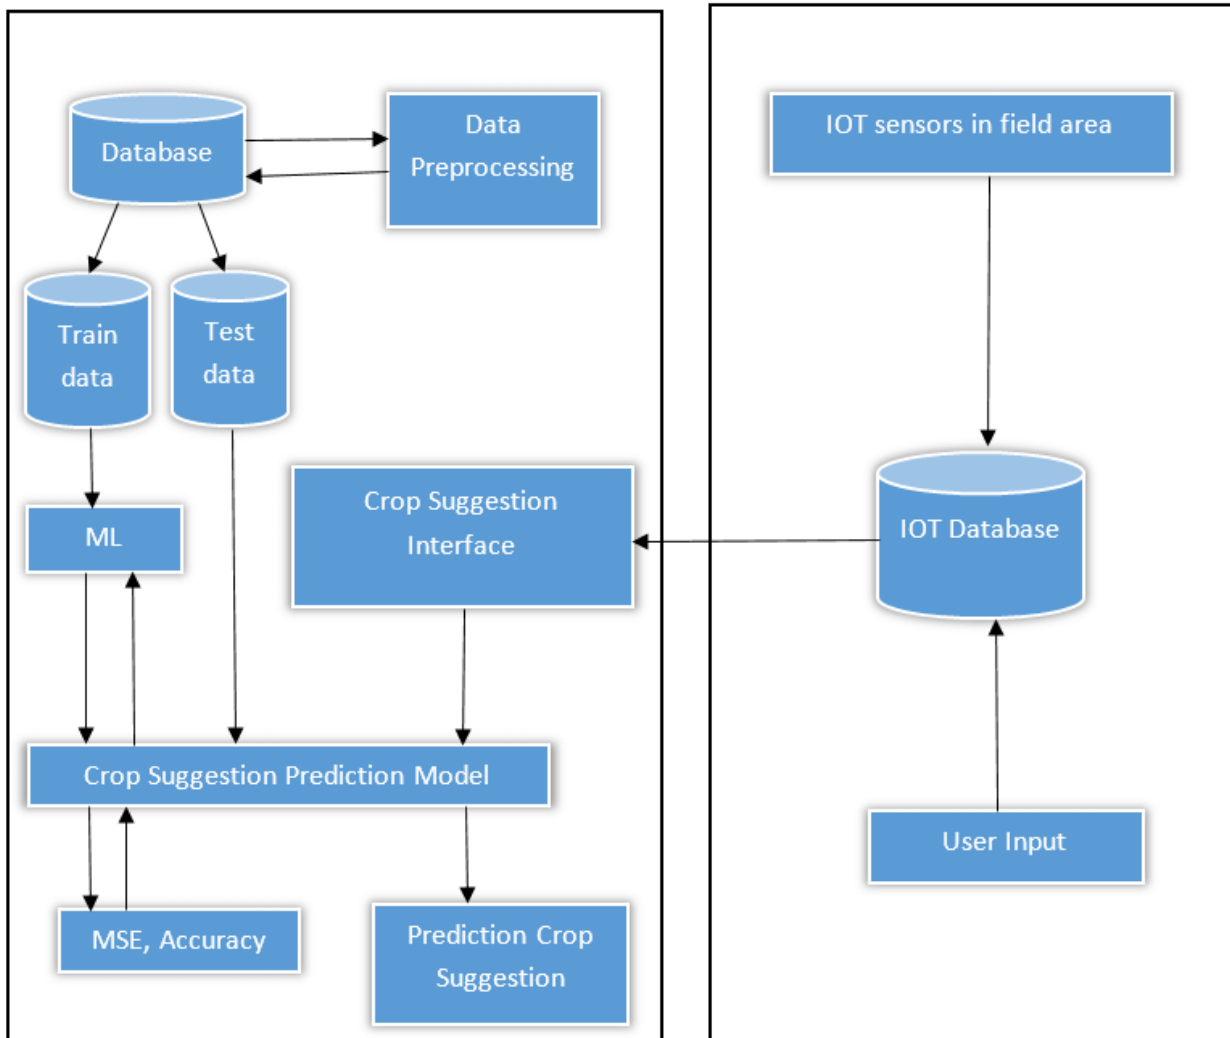 Database
Data
Preprocessing
Train
data
Test
data
ML
Crop Suggestion
Interface
Crop Suggestion Prediction Model
MSE, Accuracy
Prediction Crop
Suggestion
IOT sensors in field area
IOT Database
User Input